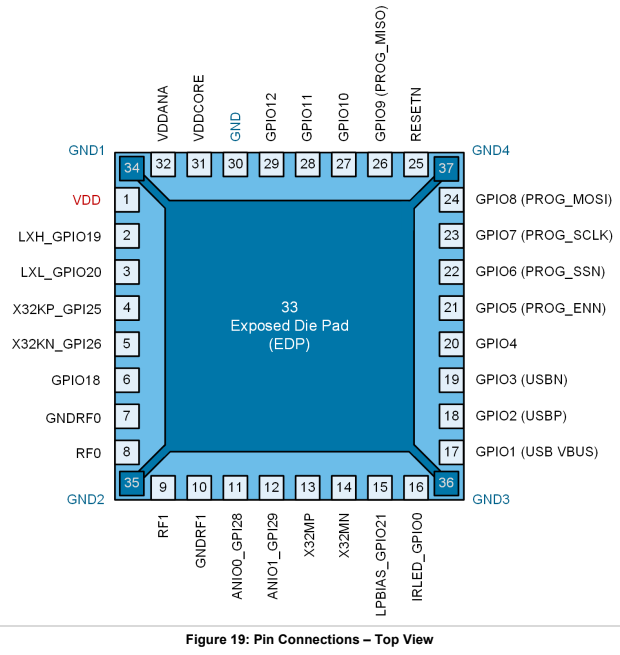 VDDANA
VDDCORE
GND
GPIO12
GPIO11
GPIO10
GPIO9 (PROG_MISO)
RESETN
GND1
34
32
31
30
29
28
27
26
25
37
GND4
VDD
1
24
GPIO8 (PROG_MOSI)
LXH_GPIO19
2
23
GPIO7 (PROG_SCLK)
LXL_GPIO20
3
22
GPIO6 (PROG_SSN)
X32KP_GPI25
4
33
Exposed Die Pad
(EDP)
21
GPIO5 (PROG_ENN)
X32KN_GPI26
5
20
GPIO4
GPIO18
6
19
GPIO3 (USBN)
GNDRF0
7
18
GPIO2 (USBP)
RF0
8
17
GPIO1 (USB VBUS)
GND2
35
9
10
11
12
13
14
15
16
36
GND3
RF1
GNDRF1
ANIO0_GPI28
ANIO1_GPI29
X32MP
X32MN
LPBIAS_GPIO21
IRLED_GPIO0
Figure 19: Pin Connections – Top View